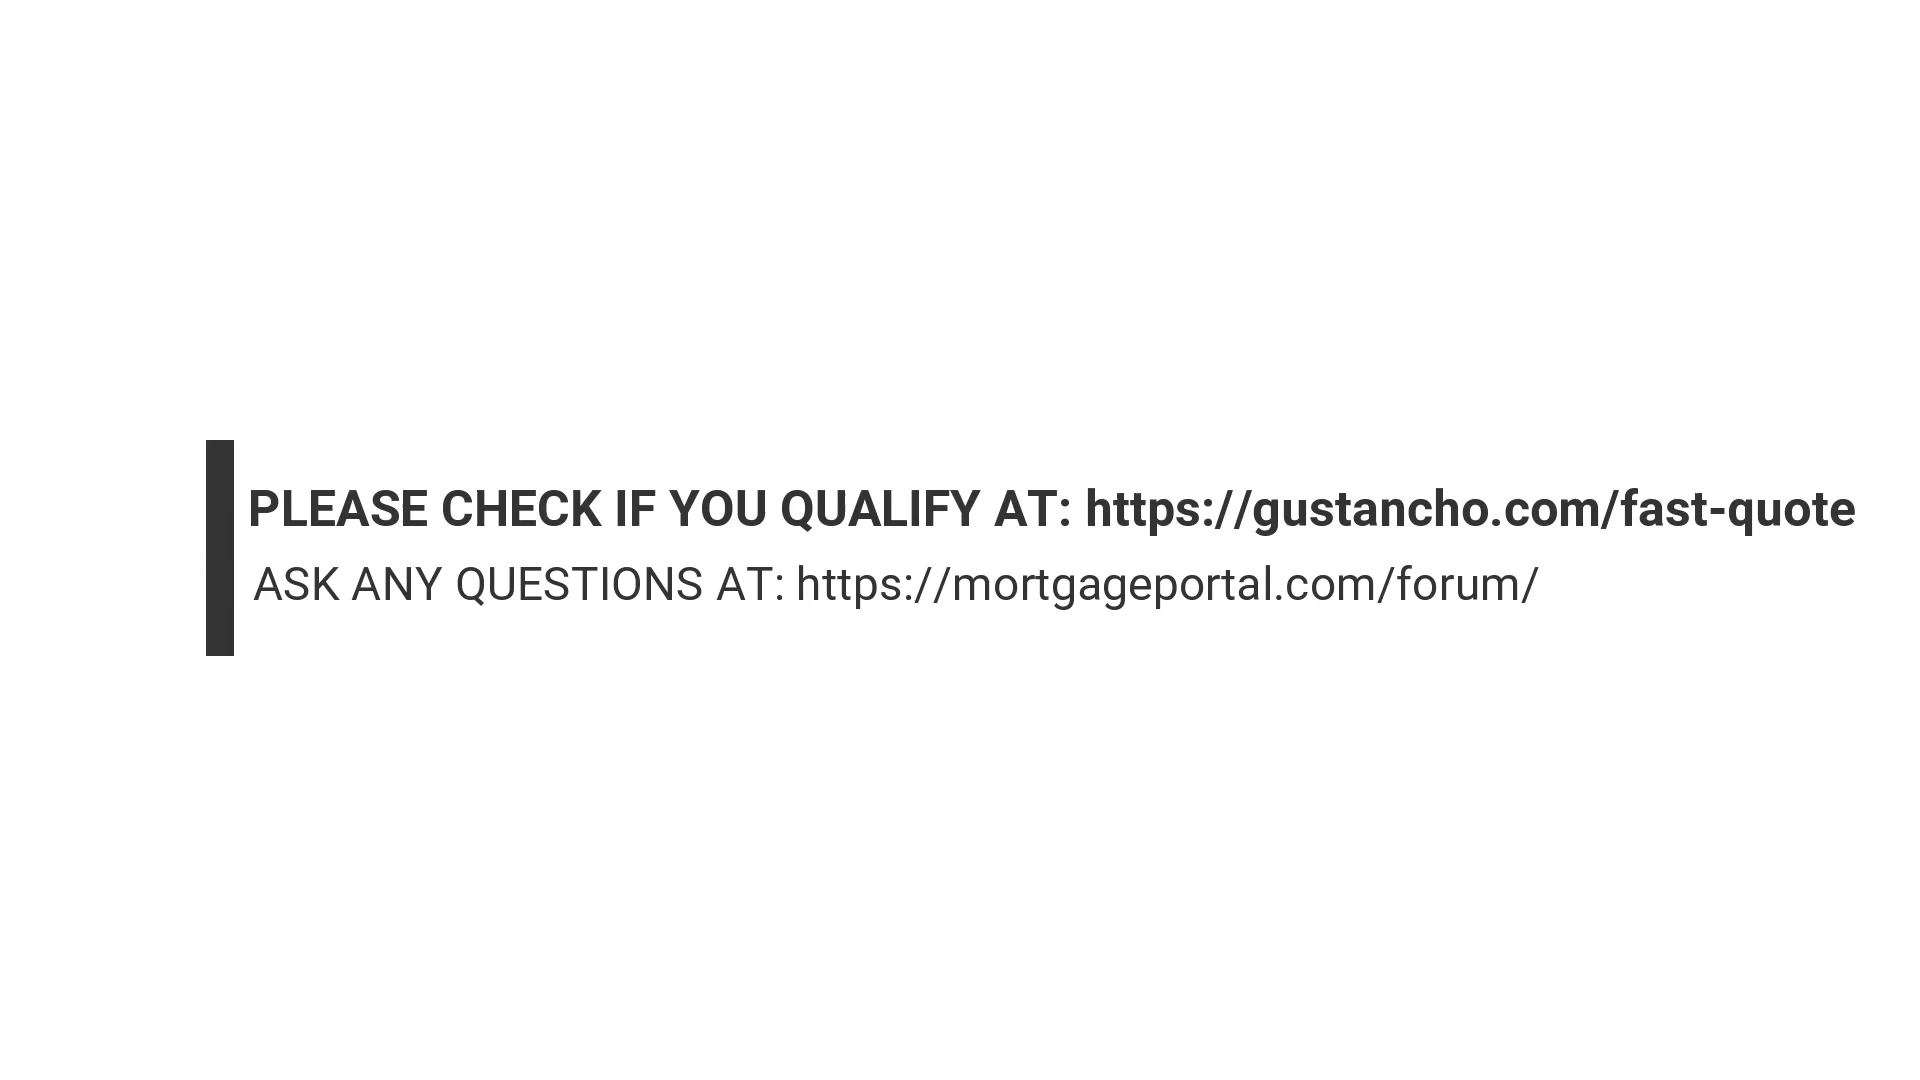 PLEASE CHECK IF YOU QUALIFY AT: https://gustancho.com/fast-quote
ASK ANY QUESTIONS AT: https://mortgageportal.com/forum/